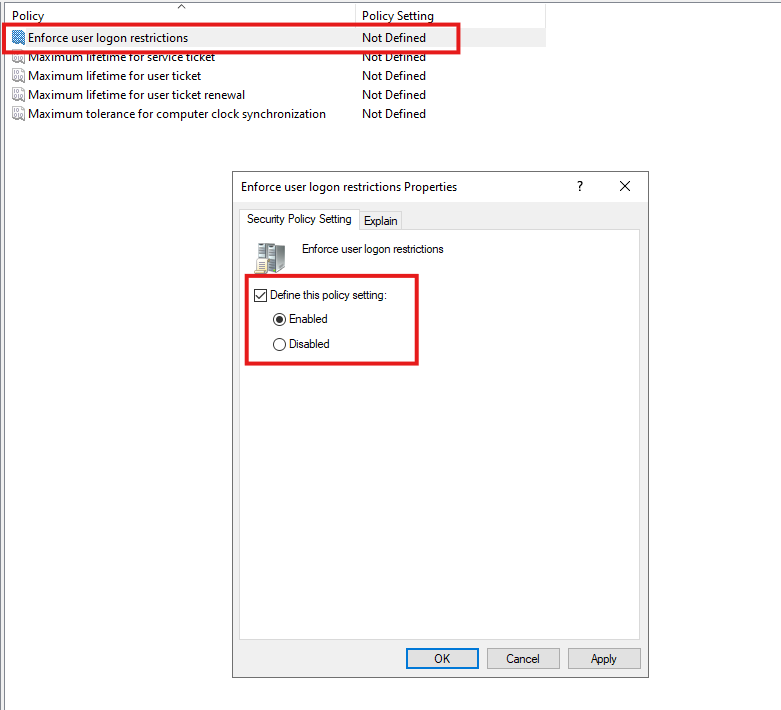 Policy Policy Setting
Enforce user logon restrictions Not Defined
Maximum lifetime for service ticket Not Defined
Maximum lifetime for user ticket Not Defined
Maximum lifetime for user ticket renewal Not Defined
Maximum tolerance for computer clock synchronization Not Defined
Enforce user logon restrictions Properties ?
Security Policy Setting Explain
Enforce user logon restrictions
Define this policy setting:
Enabled
Disabled
OK Cancel Apply